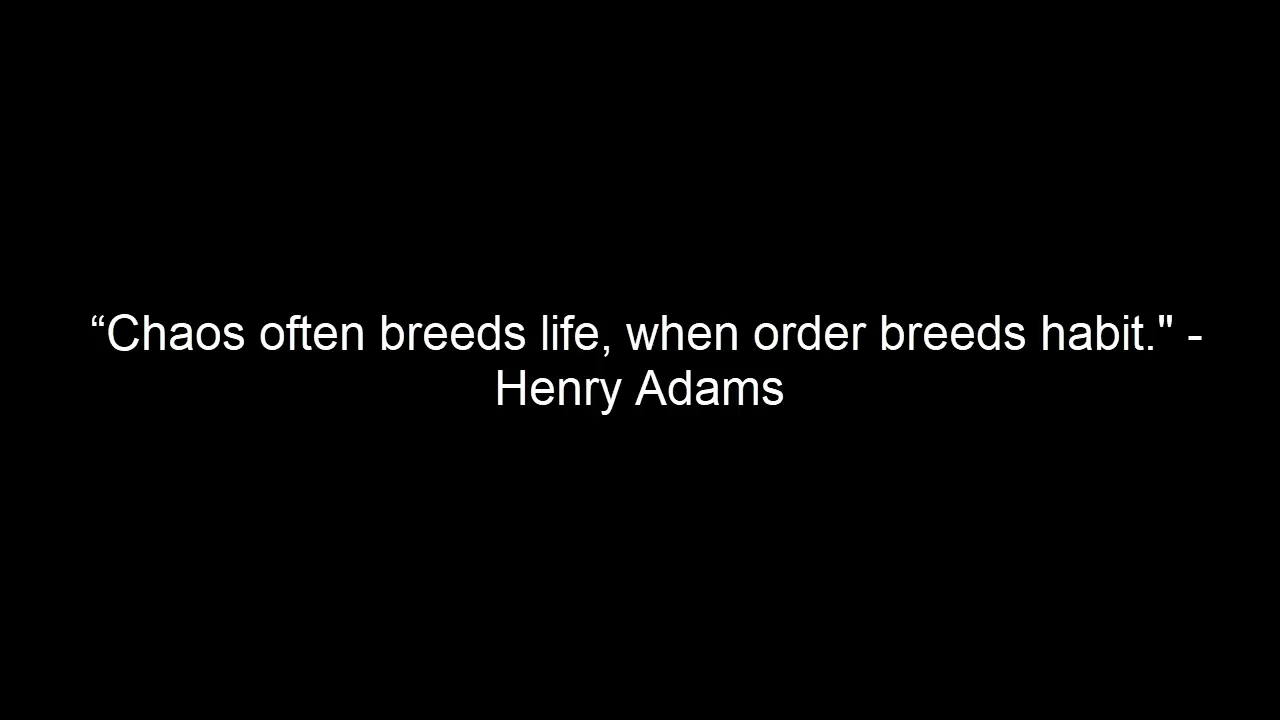 “Chaos often breeds life, when order breeds habit." -
Henry Adams